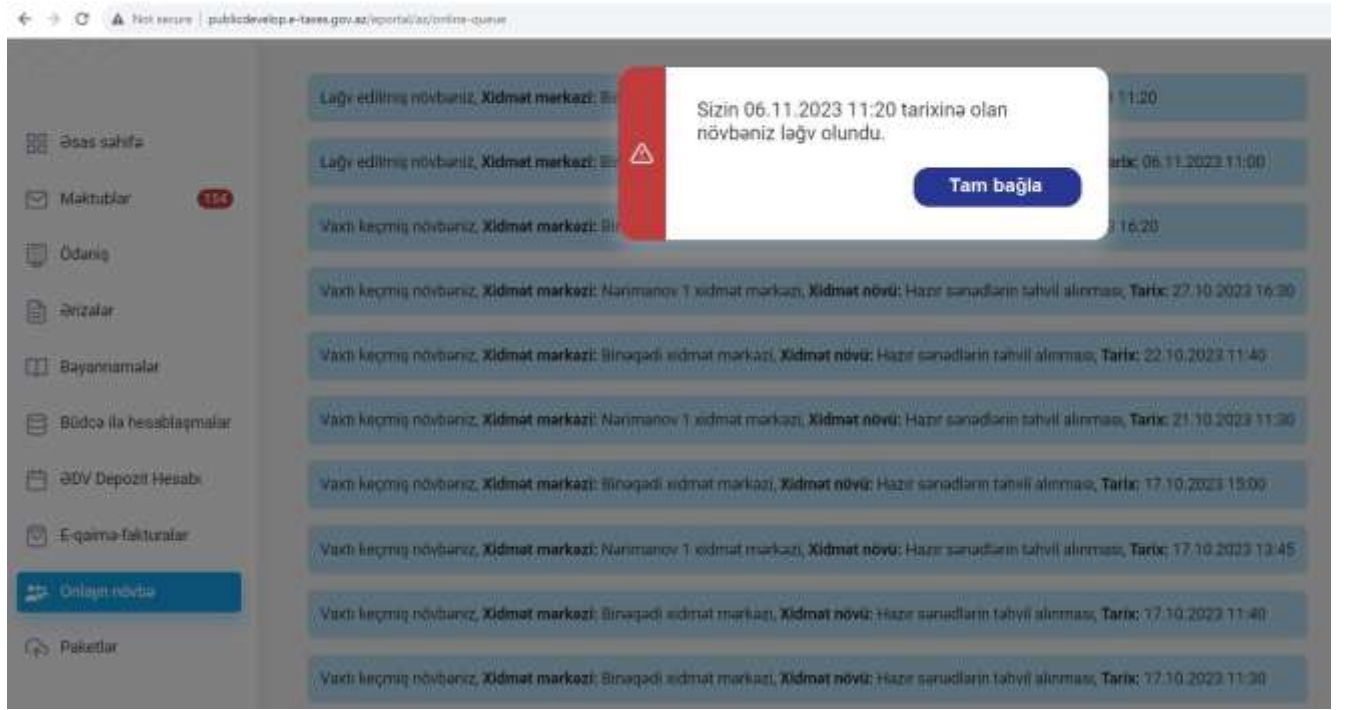 Not secure | publicdevelop.e-taxes.gov.az/eportal/az/online-queue
Sizin 06.11.2023 11:20 tarixinə olan
növbəniz ləğv olundu.
Tam bağla
Əsas səhifə
Məktublar 154
Ödəniş
Ərizələr
Bəyannamələr
Büdcə ilə hesablaşmalar
ƏDV Depozit Hesabı
E-qaimə-fakturalar
Onlayn növbə
Paketlər
Ləğv edilmiş növbəniz, Xidmət mərkəzi: 11:20
Ləğv edilmiş növbəniz, Xidmət mərkəzi: 06.11.2023 11:00
Vaxtı keçmiş növbəniz, Xidmət mərkəzi: 16:20
Vaxtı keçmiş növbəniz, Xidmət mərkəzi: Nərimanov 1 xidmət mərkəzi, Xidmət növü: Hazır sənədlərin təhvil alınması, Tarix: 27.10.2023 16:30
Vaxtı keçmiş növbəniz, Xidmət mərkəzi: Binəqədi xidmət mərkəzi, Xidmət növü: Hazır sənədlərin təhvil alınması, Tarix: 22.10.2023 11:40
Vaxtı keçmiş növbəniz, Xidmət mərkəzi: Nərimanov 1 xidmət mərkəzi, Xidmət növü: Hazır sənədlərin təhvil alınması, Tarix: 21.10.2023 11:30
Vaxtı keçmiş növbəniz, Xidmət mərkəzi: Binəqədi xidmət mərkəzi, Xidmət növü: Hazır sənədlərin təhvil alınması, Tarix: 17.10.2023 15:00
Vaxtı keçmiş növbəniz, Xidmət mərkəzi: Nərimanov 1 xidmət mərkəzi, Xidmət növü: Hazır sənədlərin təhvil alınması, Tarix: 17.10.2023 13:45
Vaxtı keçmiş növbəniz, Xidmət mərkəzi: Binəqədi xidmət mərkəzi, Xidmət növü: Hazır sənədlərin təhvil alınması, Tarix: 17.10.2023 11:40
Vaxtı keçmiş növbəniz, Xidmət mərkəzi: Binəqədi xidmət mərkəzi, Xidmət növü: Hazır sənədlərin təhvil alınması, Tarix: 17.10.2023 11:30